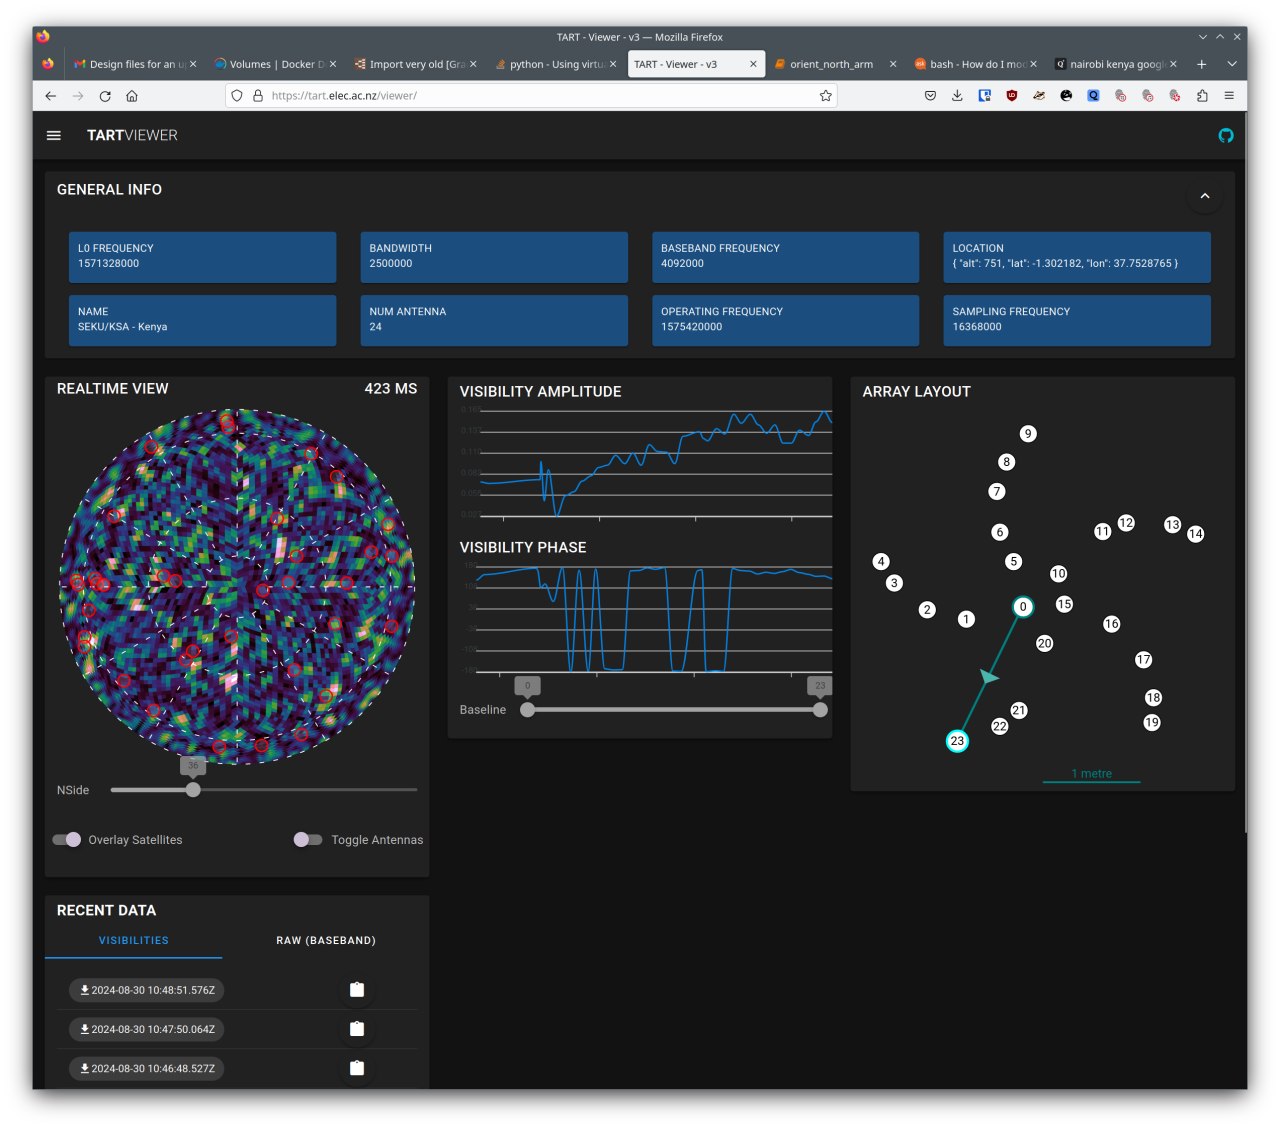 TART - Viewer - v3 — Mozilla Firefox
Design files for an u
Volumes | Docker D
Import very old [Gra
python - Using virtu
TART - Viewer - v3
orient_north_arm
bash - How do I mod
nairobi kenya google
https://tart.elec.ac.nz/viewer/
TARTVIEWER
GENERAL INFO
L0 FREQUENCY
1571328000
BANDWIDTH
2500000
BASEBAND FREQUENCY
4092000
LOCATION
{ "alt": 751, "lat": -1.302182, "lon": 37.7528765 }
NAME
SEKU/KSA - Kenya
NUM ANTENNA
24
OPERATING FREQUENCY
1575420000
SAMPLING FREQUENCY
16368000
REALTIME VIEW
423 MS
NSide
36
Overlay Satellites
Toggle Antennas
VISIBILITY AMPLITUDE
VISIBILITY PHASE
Baseline
0
23
ARRAY LAYOUT
9
8
7
6
11
12
13
14
4
5
3
10
2
1
0
15
16
20
17
18
21
22
19
23
1 metre
RECENT DATA
VISIBILITIES
RAW (BASEBAND)
2024-08-30 10:48:51.576Z
2024-08-30 10:47:50.064Z
2024-08-30 10:46:48.527Z